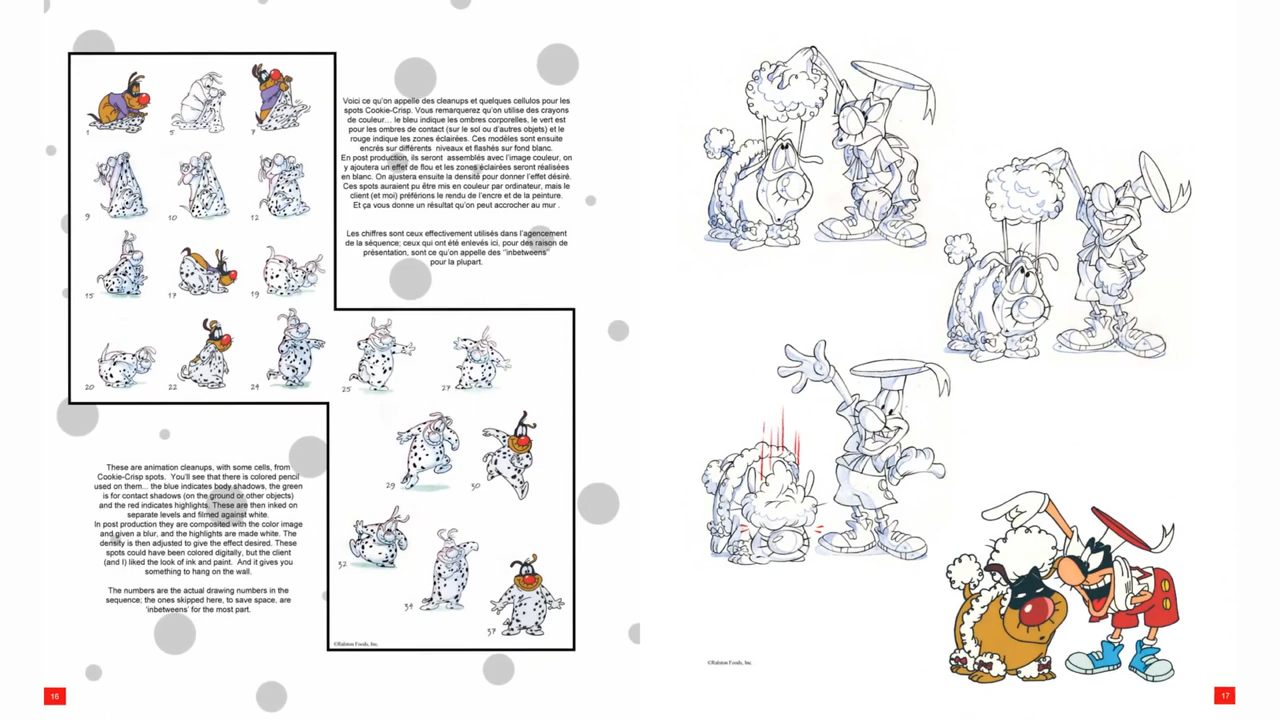 Voici ce qu'on appelle des cleanups et quelques cellulos pour les
spots Cookie-Crisp. Vous remarquerez qu'on utilise des crayons
de couleur... le bleu indique les ombres corporelles, le vert est
pour les ombres de contact (sur le sol ou d'autres objets) et le
rouge indique les zones éclairées. Ces modèles sont ensuite
encrés sur différents niveaux et flashés sur fond blanc.
En post production, ils seront assemblés avec l'image couleur, on
y ajoutera un effet de flou et les zones éclairées seront réalisées
en blanc. On ajustera ensuite la densité pour donner l'effet désiré.
Ces spots auraient pu être mis en couleur par ordinateur, mais le
client (et moi) préférions le rendu de l'encre et de la peinture.
Et ça vous donne un résultat qu'on peut accrocher au mur .
Les chiffres sont ceux effectivement utilisés dans l'agencement
de la séquence; ceux qui ont été enlevés ici, pour des raison de
présentation, sont ce qu'on appelle des "inbetweens"
pour la plupart.
1 5 7
9 10 12
15 17 19
20 22 24 25 27
29 30
32 34 37
These are animation cleanups, with some cells, from
Cookie-Crisp spots. You'll see that there is colored pencil
used on them... the blue indicates body shadows, the green
is for contact shadows (on the ground or other objects)
and the red indicates highlights. These are then inked on
separate levels and filmed against white.
In post production they are composited with the color image
and given a blur, and the highlights are made white. The
density is then adjusted to give the effect desired. These
spots could have been colored digitally, but the client
(and I) liked the look of ink and paint. And it gives you
something to hang on the wall.
The numbers are the actual drawing numbers in the
sequence; the ones skipped here, to save space, are
'inbetweens' for the most part.
©Ralston Foods, Inc.
16
©Ralston Foods, Inc.
17